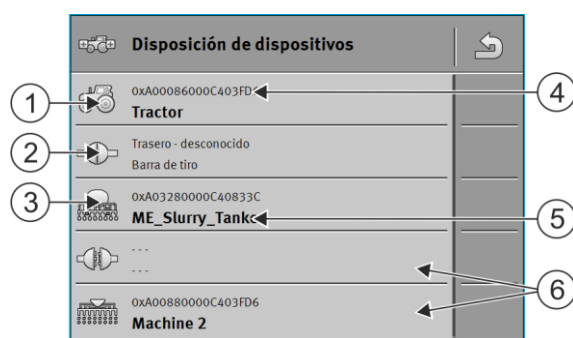 Disposición de dispositivos
0xA00086000C403FD
Tractor
Trasero - desconocido
Barra de tiro
0xA03280000C40833C
ME_Slurry_Tank
- - -
- - -
0xA00880000C403FD6
Machine 2
1
2
3
4
5
6